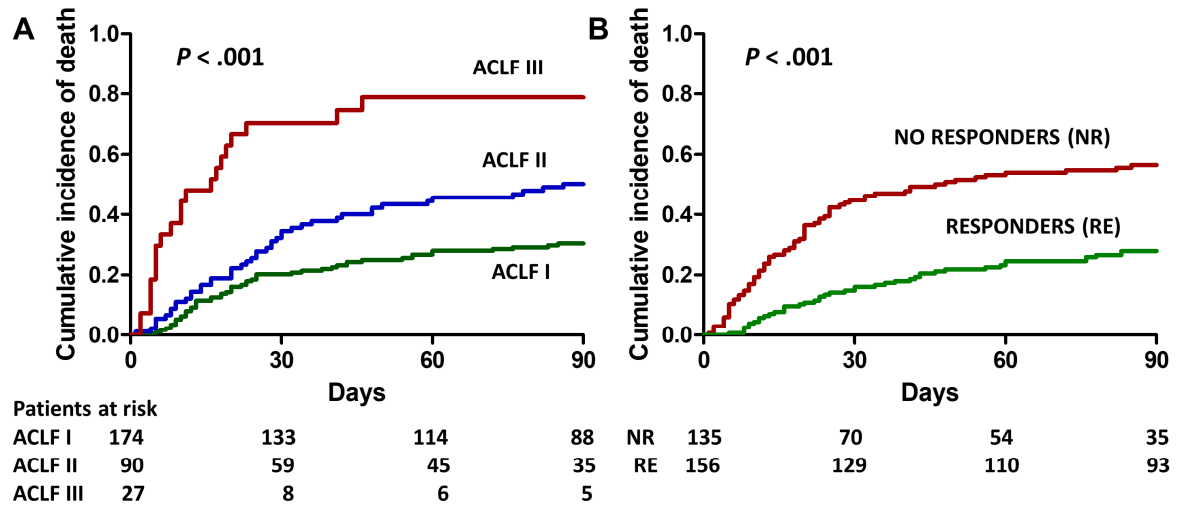 A
P < .001
Cumulative incidence of death
1.0
0.8
0.6
0.4
0.2
0.0
ACLF III
ACLF II
ACLF I
0 30 60 90
Days
Patients at risk
ACLF I 174 133 114 88
ACLF II 90 59 45 35
ACLF III 27 8 6 5
B
P < .001
Cumulative incidence of death
1.0
0.8
0.6
0.4
0.2
0.0
NO RESPONDERS (NR)
RESPONDERS (RE)
0 30 60 90
Days
NR 135 70 54 35
RE 156 129 110 93